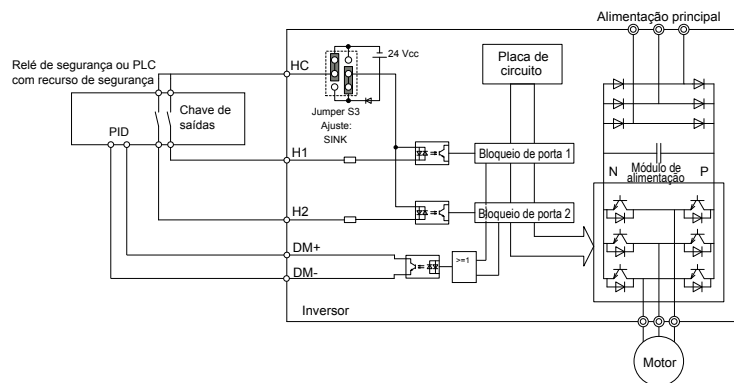 Alimentação principal
Relé de segurança ou PLC
com recurso de segurança
HC
24 Vcc
Placa de
circuito
Chave de
saídas
PID
Jumper S3
Ajuste:
SINK
H1
Bloqueio de porta 1
N
Módulo de
alimentação
P
H2
Bloqueio de porta 2
DM+
DM-
>=1
Inversor
Motor